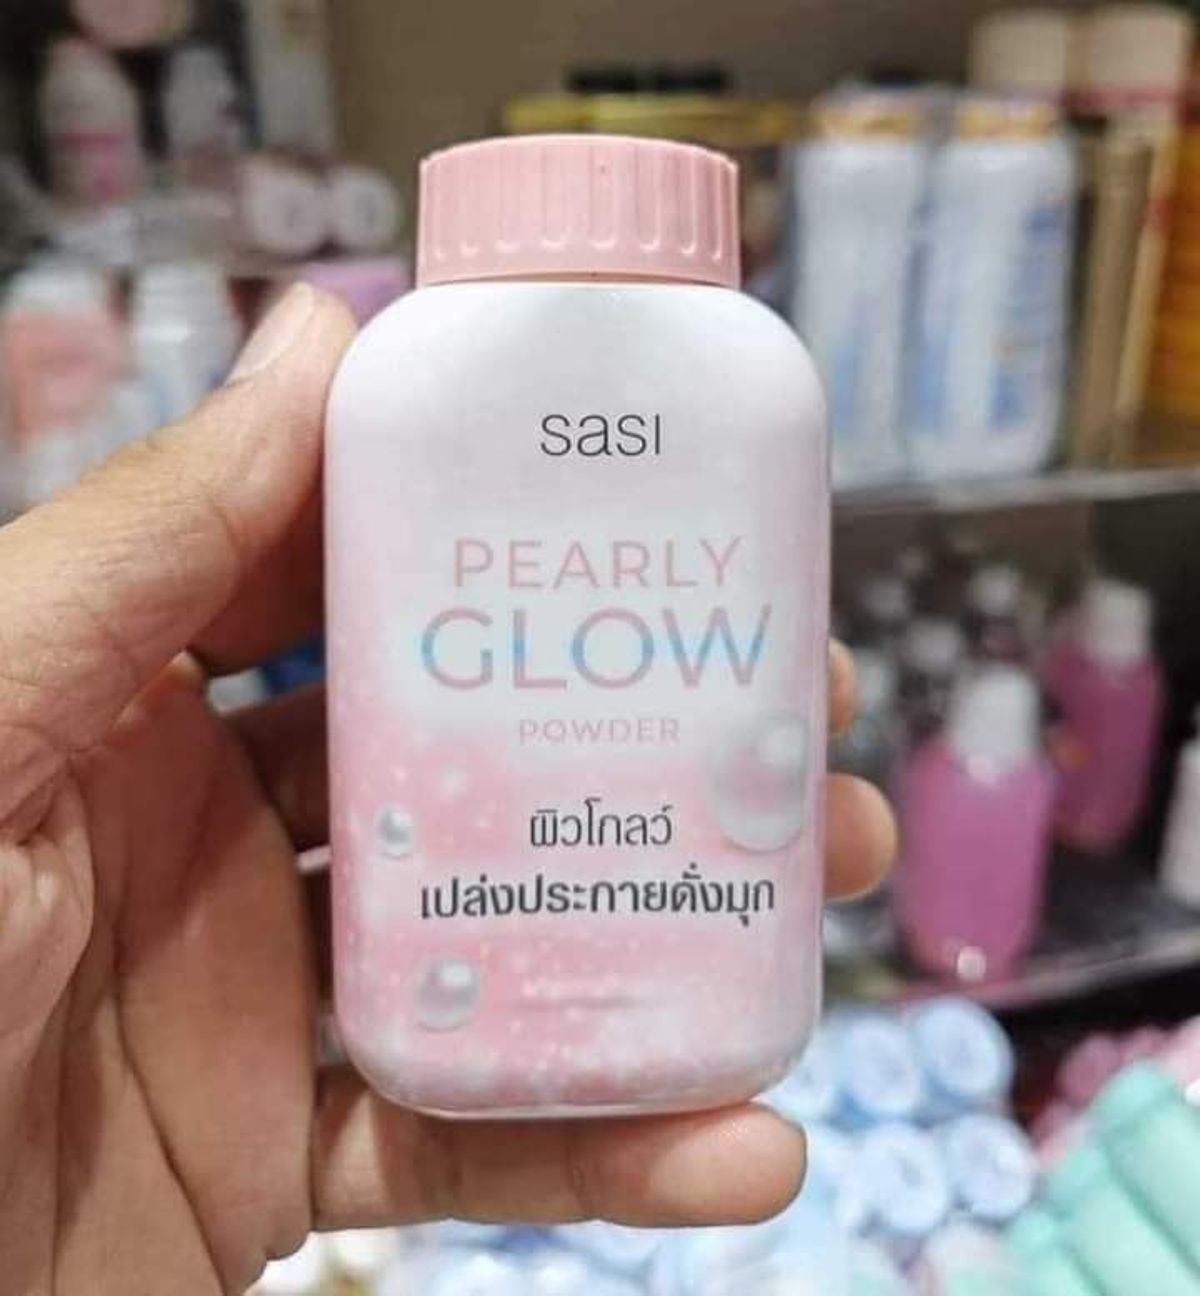 sasi
PEARLY
GLOW
POWDER
ผิวโกลว์
เปล่งประกายดั่งมุก